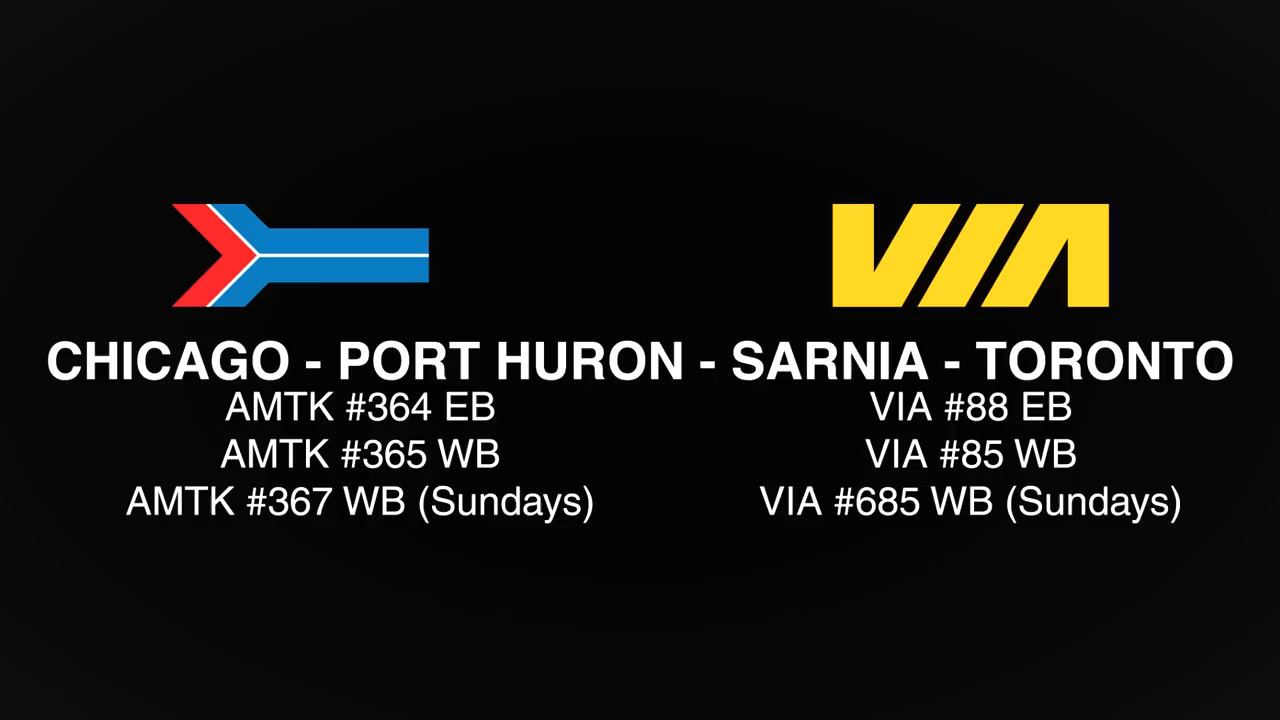 VIA
CHICAGO - PORT HURON - SARNIA - TORONTO
AMTK #364 EB
AMTK #365 WB
AMTK #367 WB (Sundays)
VIA #88 EB
VIA #85 WB
VIA #685 WB (Sundays)